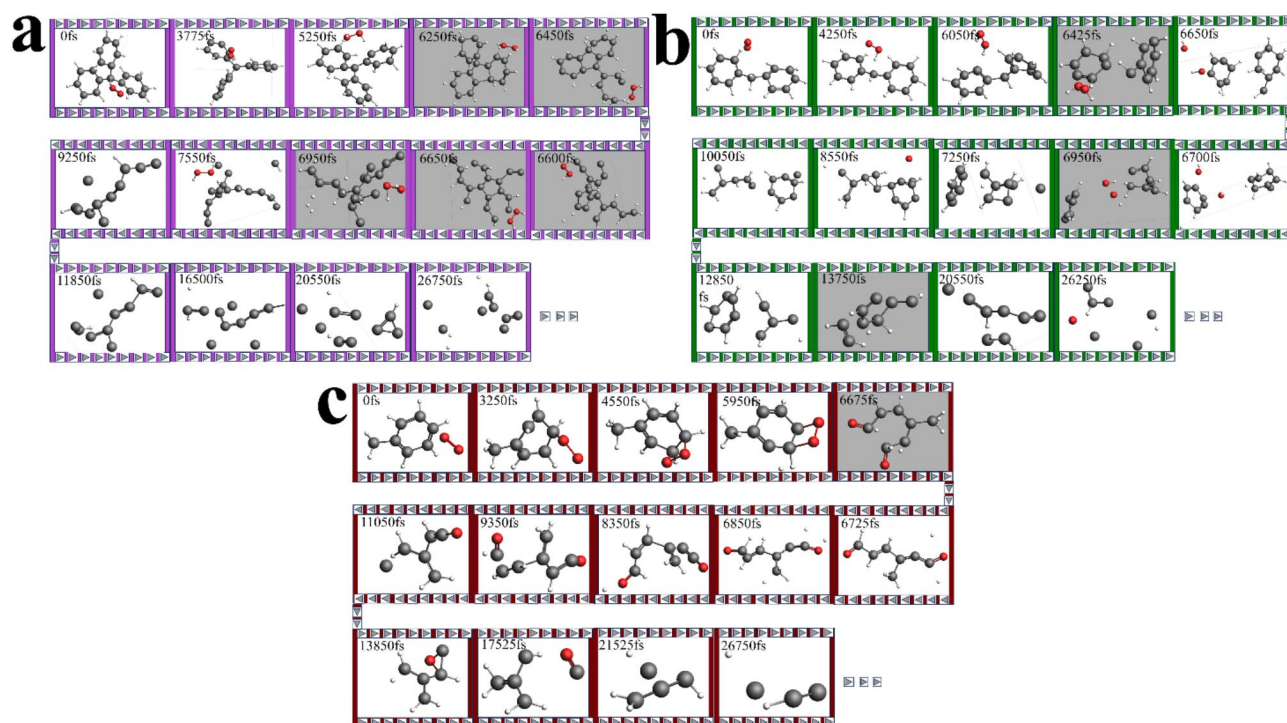 a
0fs
3775fs
5250fs
6250fs
6450fs
9250fs
7550fs
6950fs
6650fs
6600fs
11850fs
16500fs
20550fs
26750fs
b
0fs
4250fs
6050fs
6425fs
6650fs
10050fs
8550fs
7250fs
6950fs
6700fs
12850
fs
13750fs
20550fs
26250fs
c
0fs
3250fs
4550fs
5950fs
6675fs
11050fs
9350fs
8350fs
6850fs
6725fs
13850fs
17525fs
21525fs
26750fs